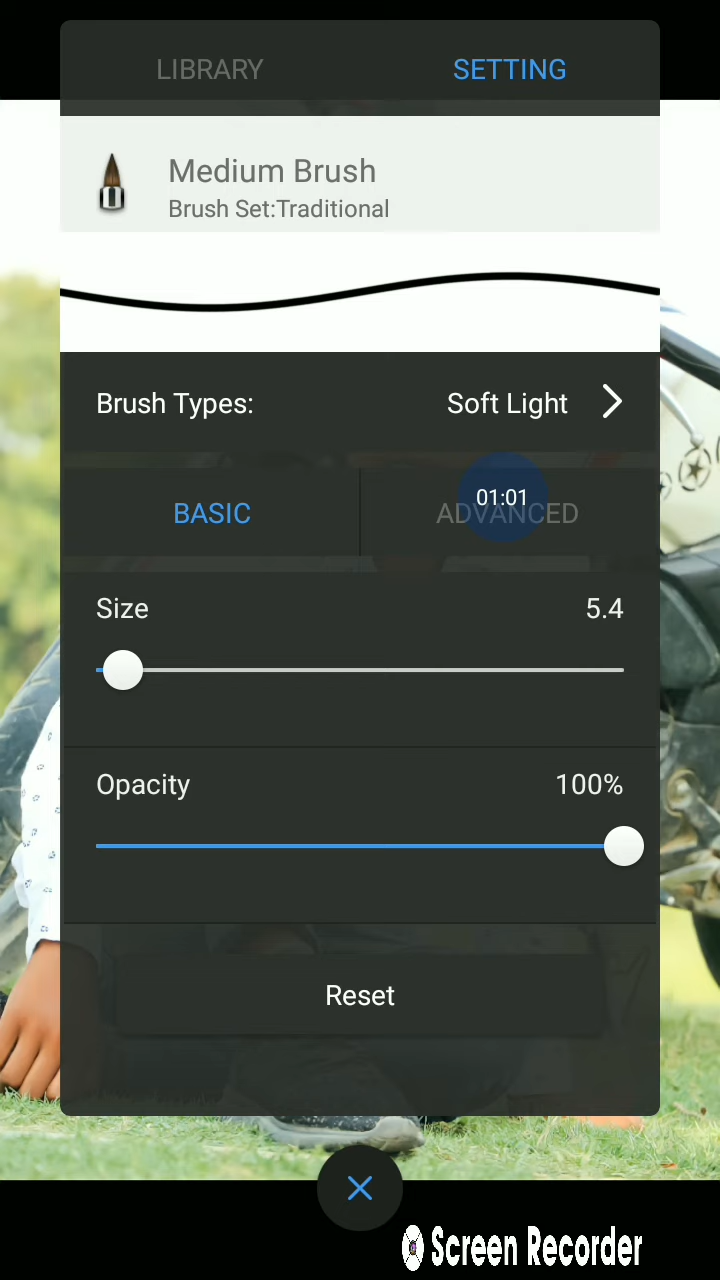 LIBRARY SETTING
Medium Brush
Brush Set:Traditional
Brush Types: Soft Light
01:01
BASIC ADVANCED
Size 5.4
Opacity 100%
Reset
Screen Recorder